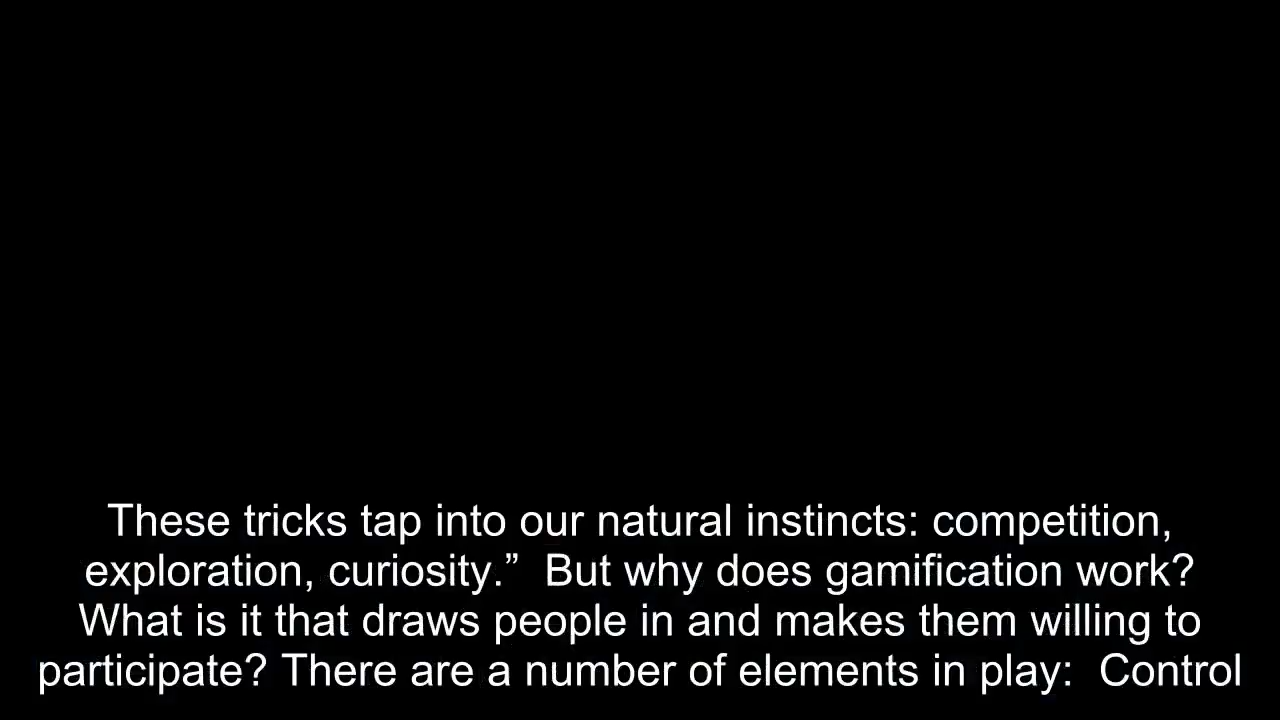 These tricks tap into our natural instincts: competition,
exploration, curiosity.”  But why does gamification work?
What is it that draws people in and makes them willing to
participate? There are a number of elements in play:  Control